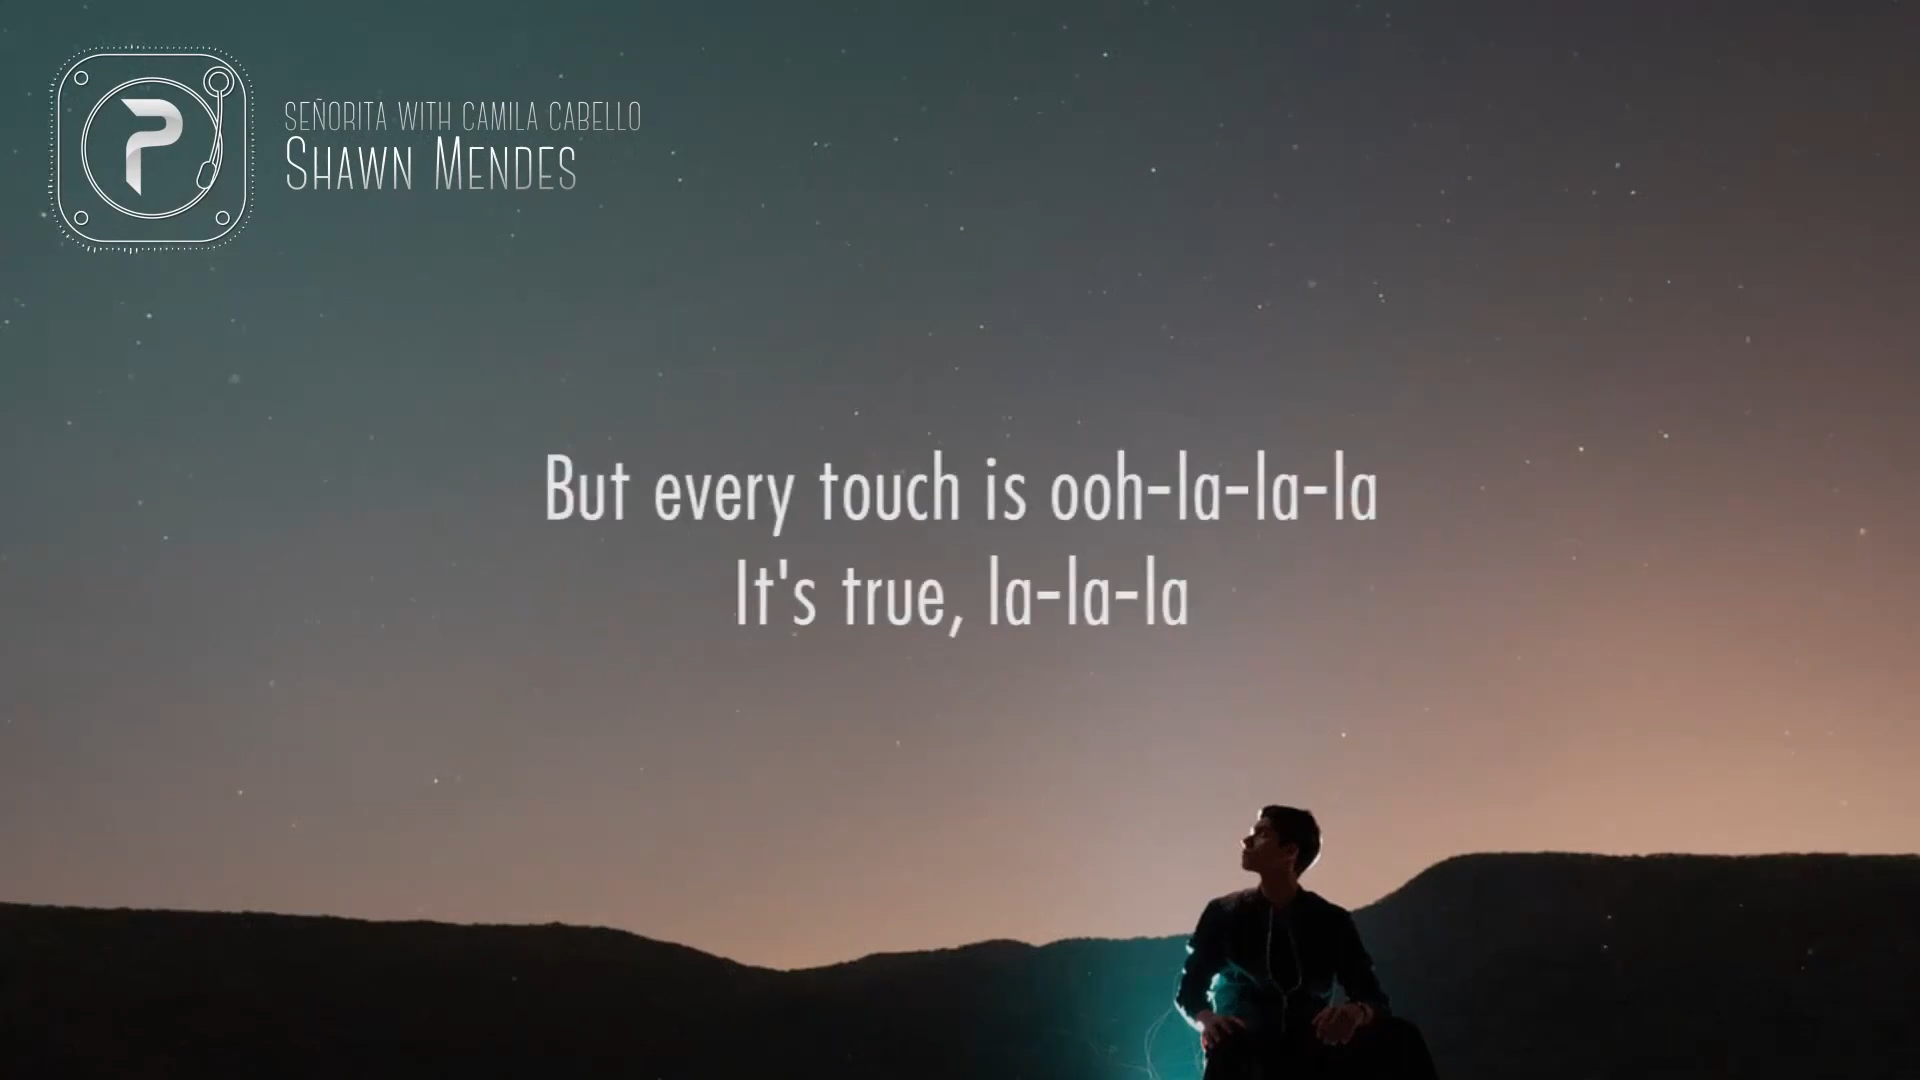 SEÑORITA WITH CAMILA CABELLO
SHAWN MENDES
But every touch is ooh-la-la-la
It's true, la-la-la